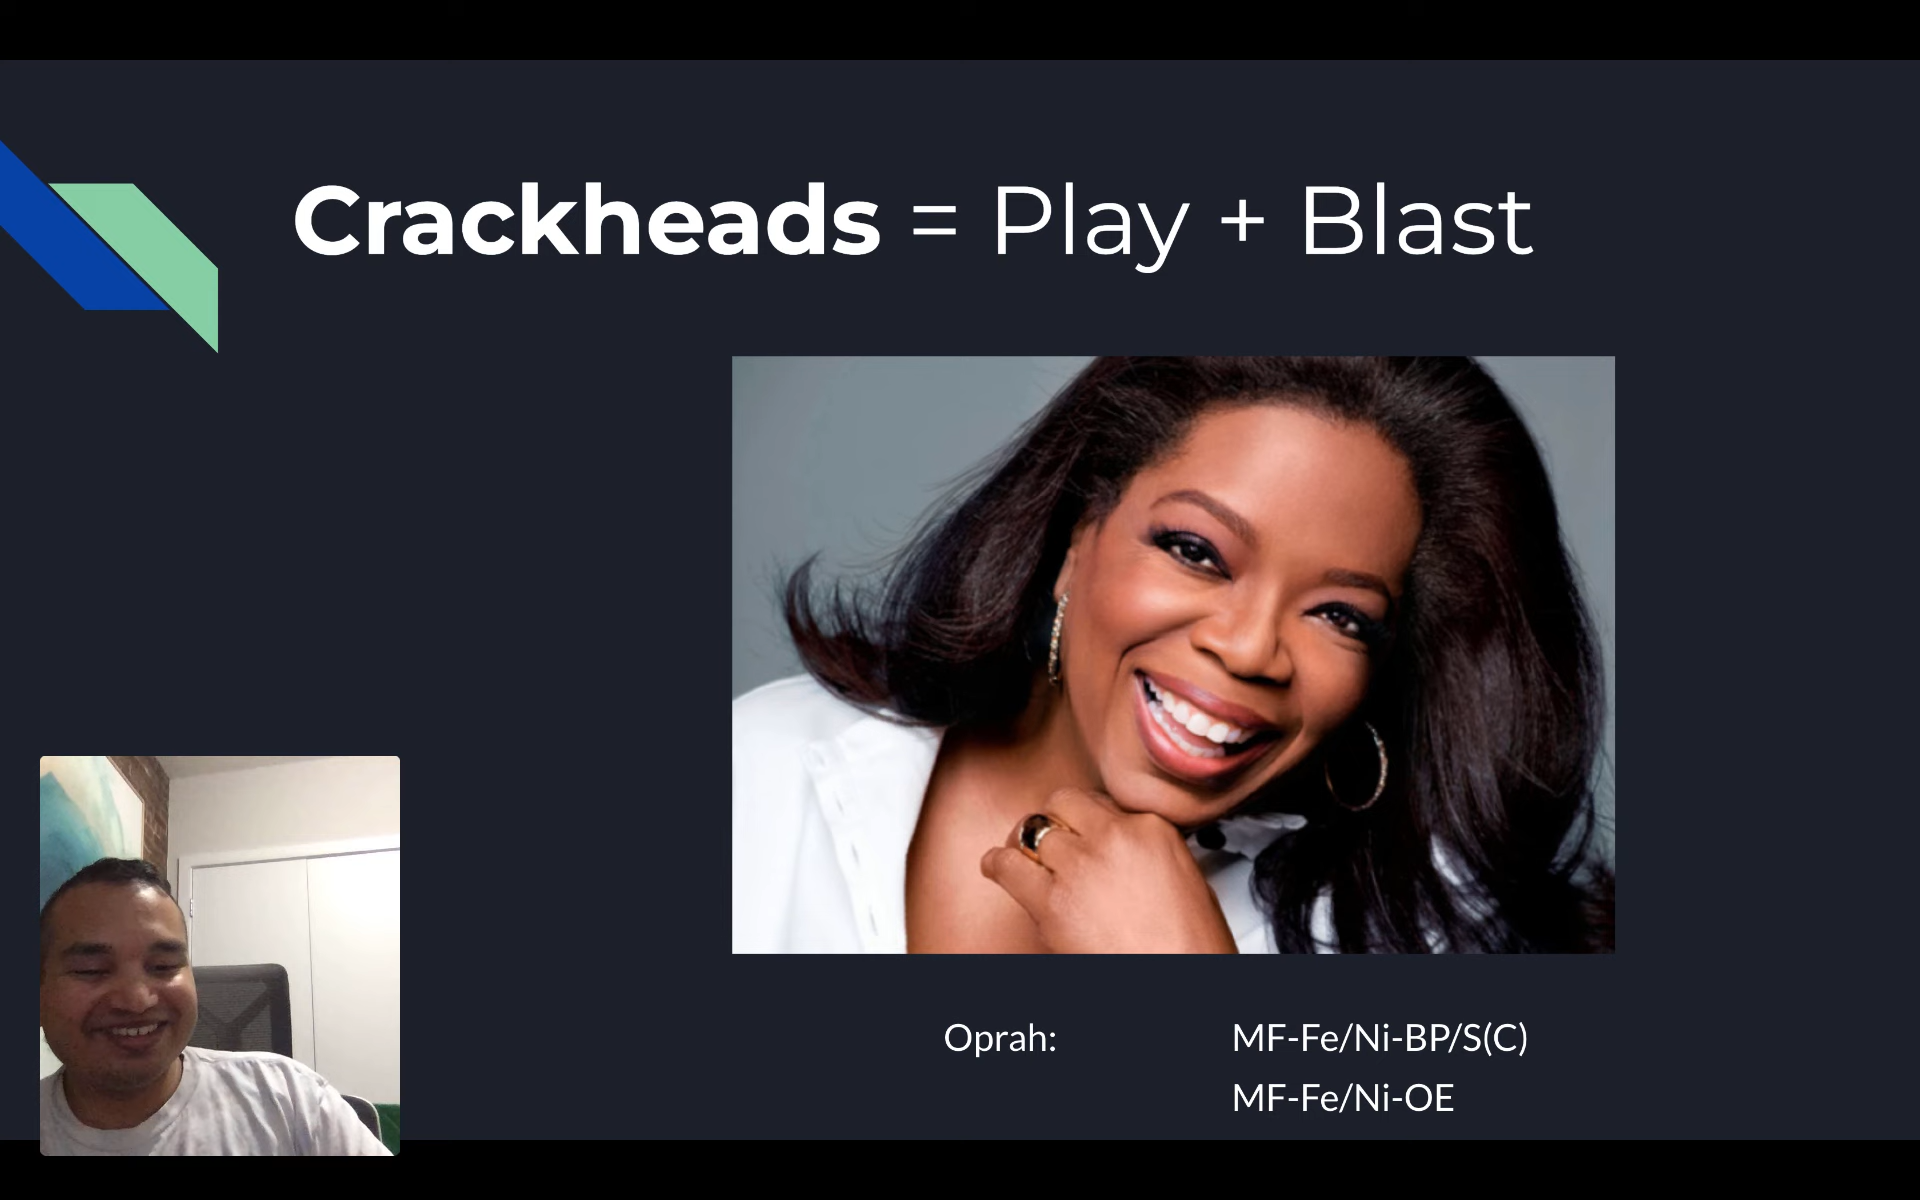 Crackheads = Play + Blast
Oprah: MF-Fe/Ni-BP/S(C)
MF-Fe/Ni-OE